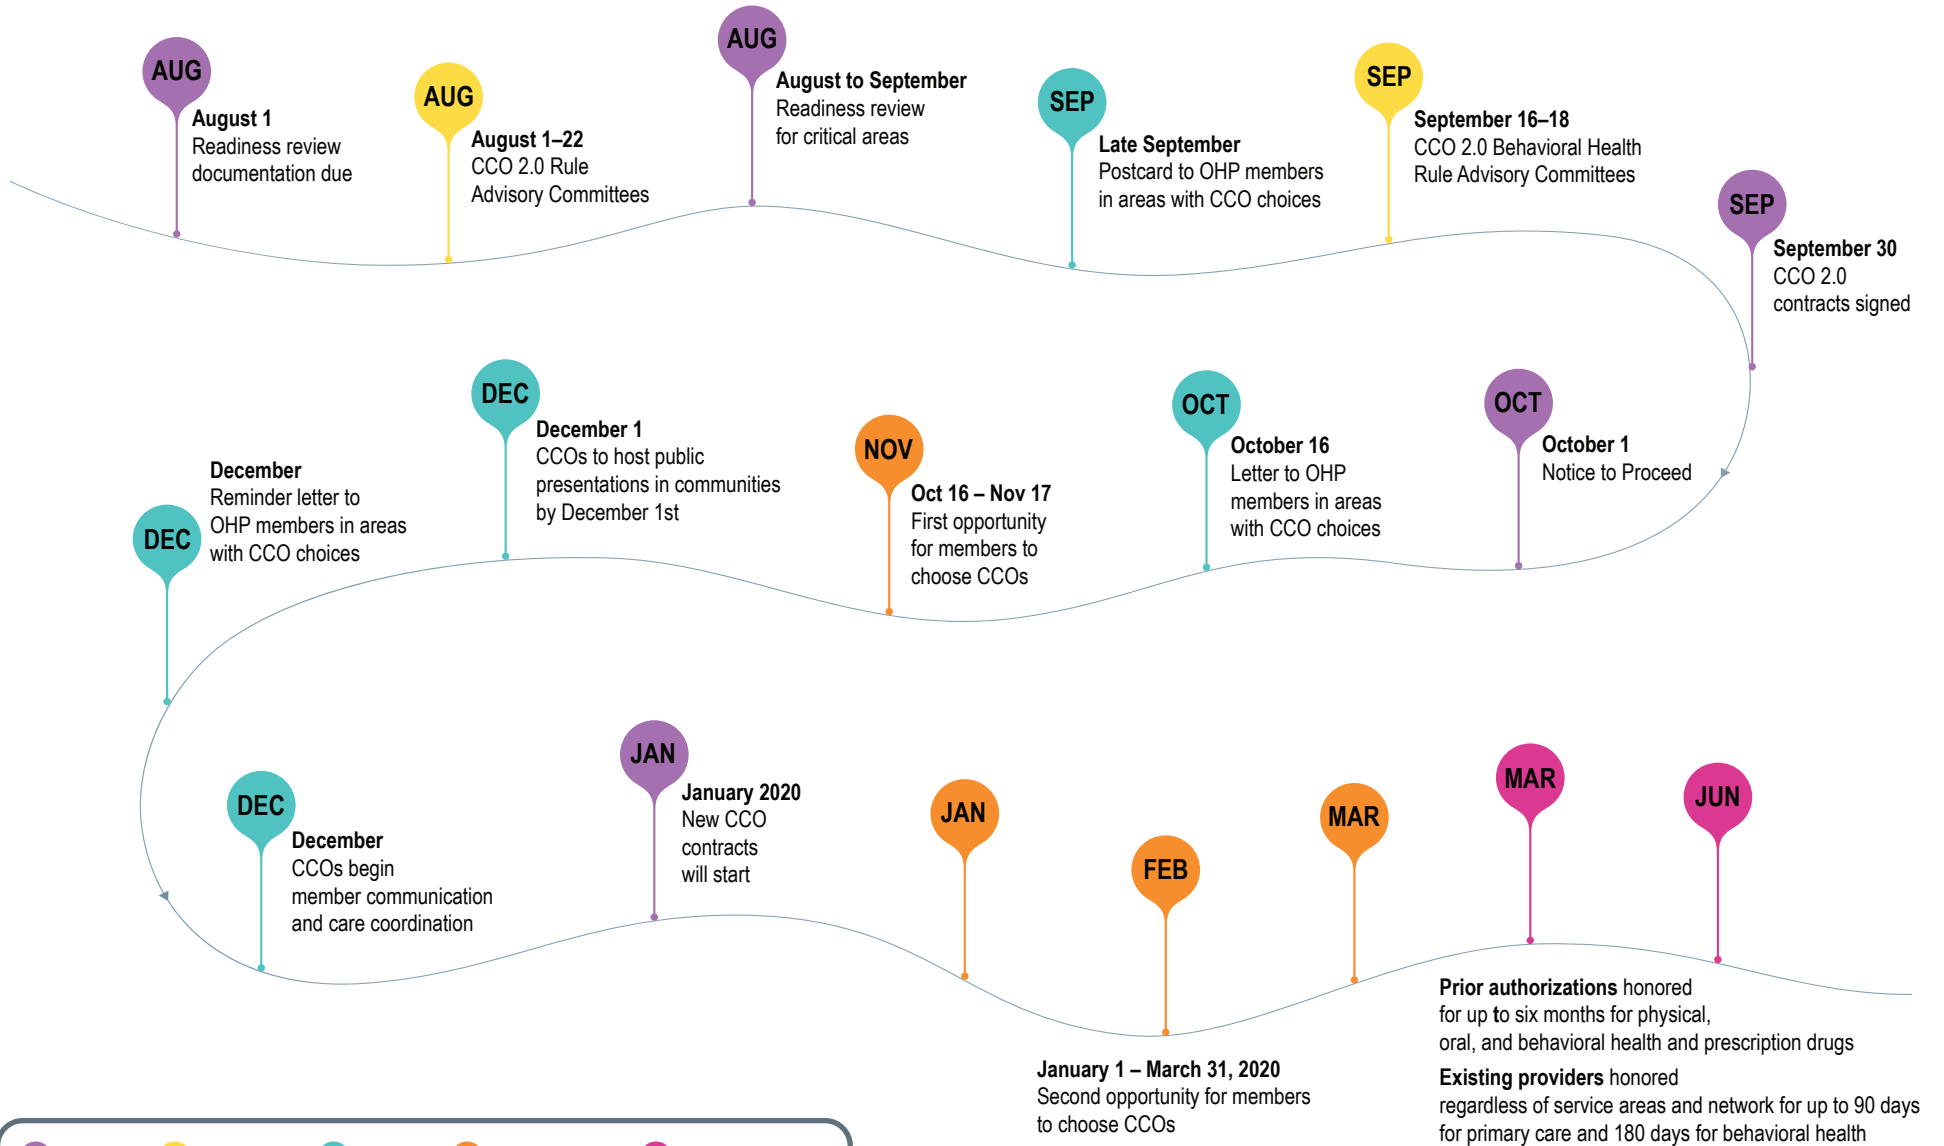 AUG
August 1
Readiness review
documentation due
AUG
August 1–22
CCO 2.0 Rule
Advisory Committees
AUG
August to September
Readiness review
for critical areas
SEP
Late September
Postcard to OHP members
in areas with CCO choices
SEP
September 16–18
CCO 2.0 Behavioral Health
Rule Advisory Committees
SEP
September 30
CCO 2.0
contracts signed
OCT
October 1
Notice to Proceed
OCT
October 16
Letter to OHP
members in areas
with CCO choices
NOV
Oct 16 – Nov 17
First opportunity
for members to
choose CCOs
DEC
December 1
CCOs to host public
presentations in communities
by December 1st
DEC
December
Reminder letter to
OHP members in areas
with CCO choices
DEC
December
CCOs begin
member communication
and care coordination
JAN
January 2020
New CCO
contracts
will start
JAN
FEB
MAR
January 1 – March 31, 2020
Second opportunity for members
to choose CCOs
MAR
JUN
Prior authorizations honored
for up to six months for physical,
oral, and behavioral health and prescription drugs
Existing providers honored
regardless of service areas and network for up to 90 days
for primary care and 180 days for behavioral health